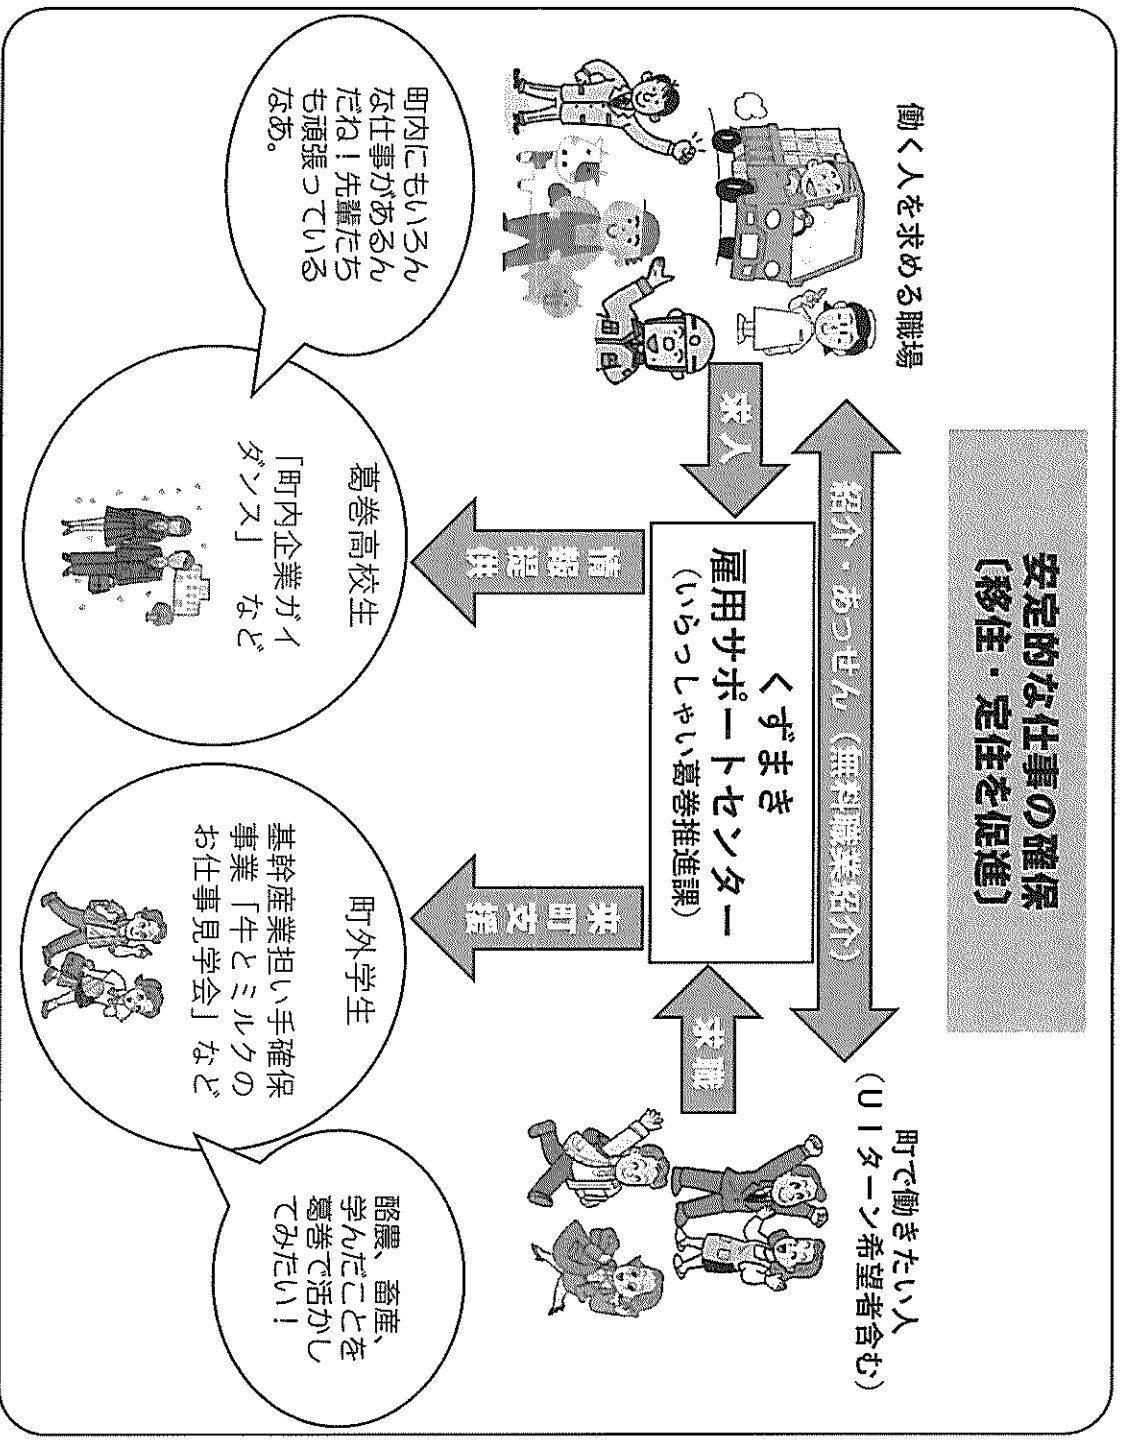 安定的な仕事の確保
〔移住・定住を促進〕
働く人を求める職場
町で働きたい人
（ＵＩターン希望者含む）
紹介・あっせん（無料職業紹介）
求人
くずまき
雇用サポートセンター
（いらっしゃい葛巻推進課）
求職
情報
提供
来町支援
町内にもいろん
な仕事があるん
だね！先輩たち
も頑張っている
なあ。
葛巻高校生
「町内企業ガイ
ダンス」　など
町外学生
基幹産業担い手確保
事業「牛とミルクの
お仕事見学会」など
酪農、畜産、
学んだことを
葛巻で活かし
てみたい！